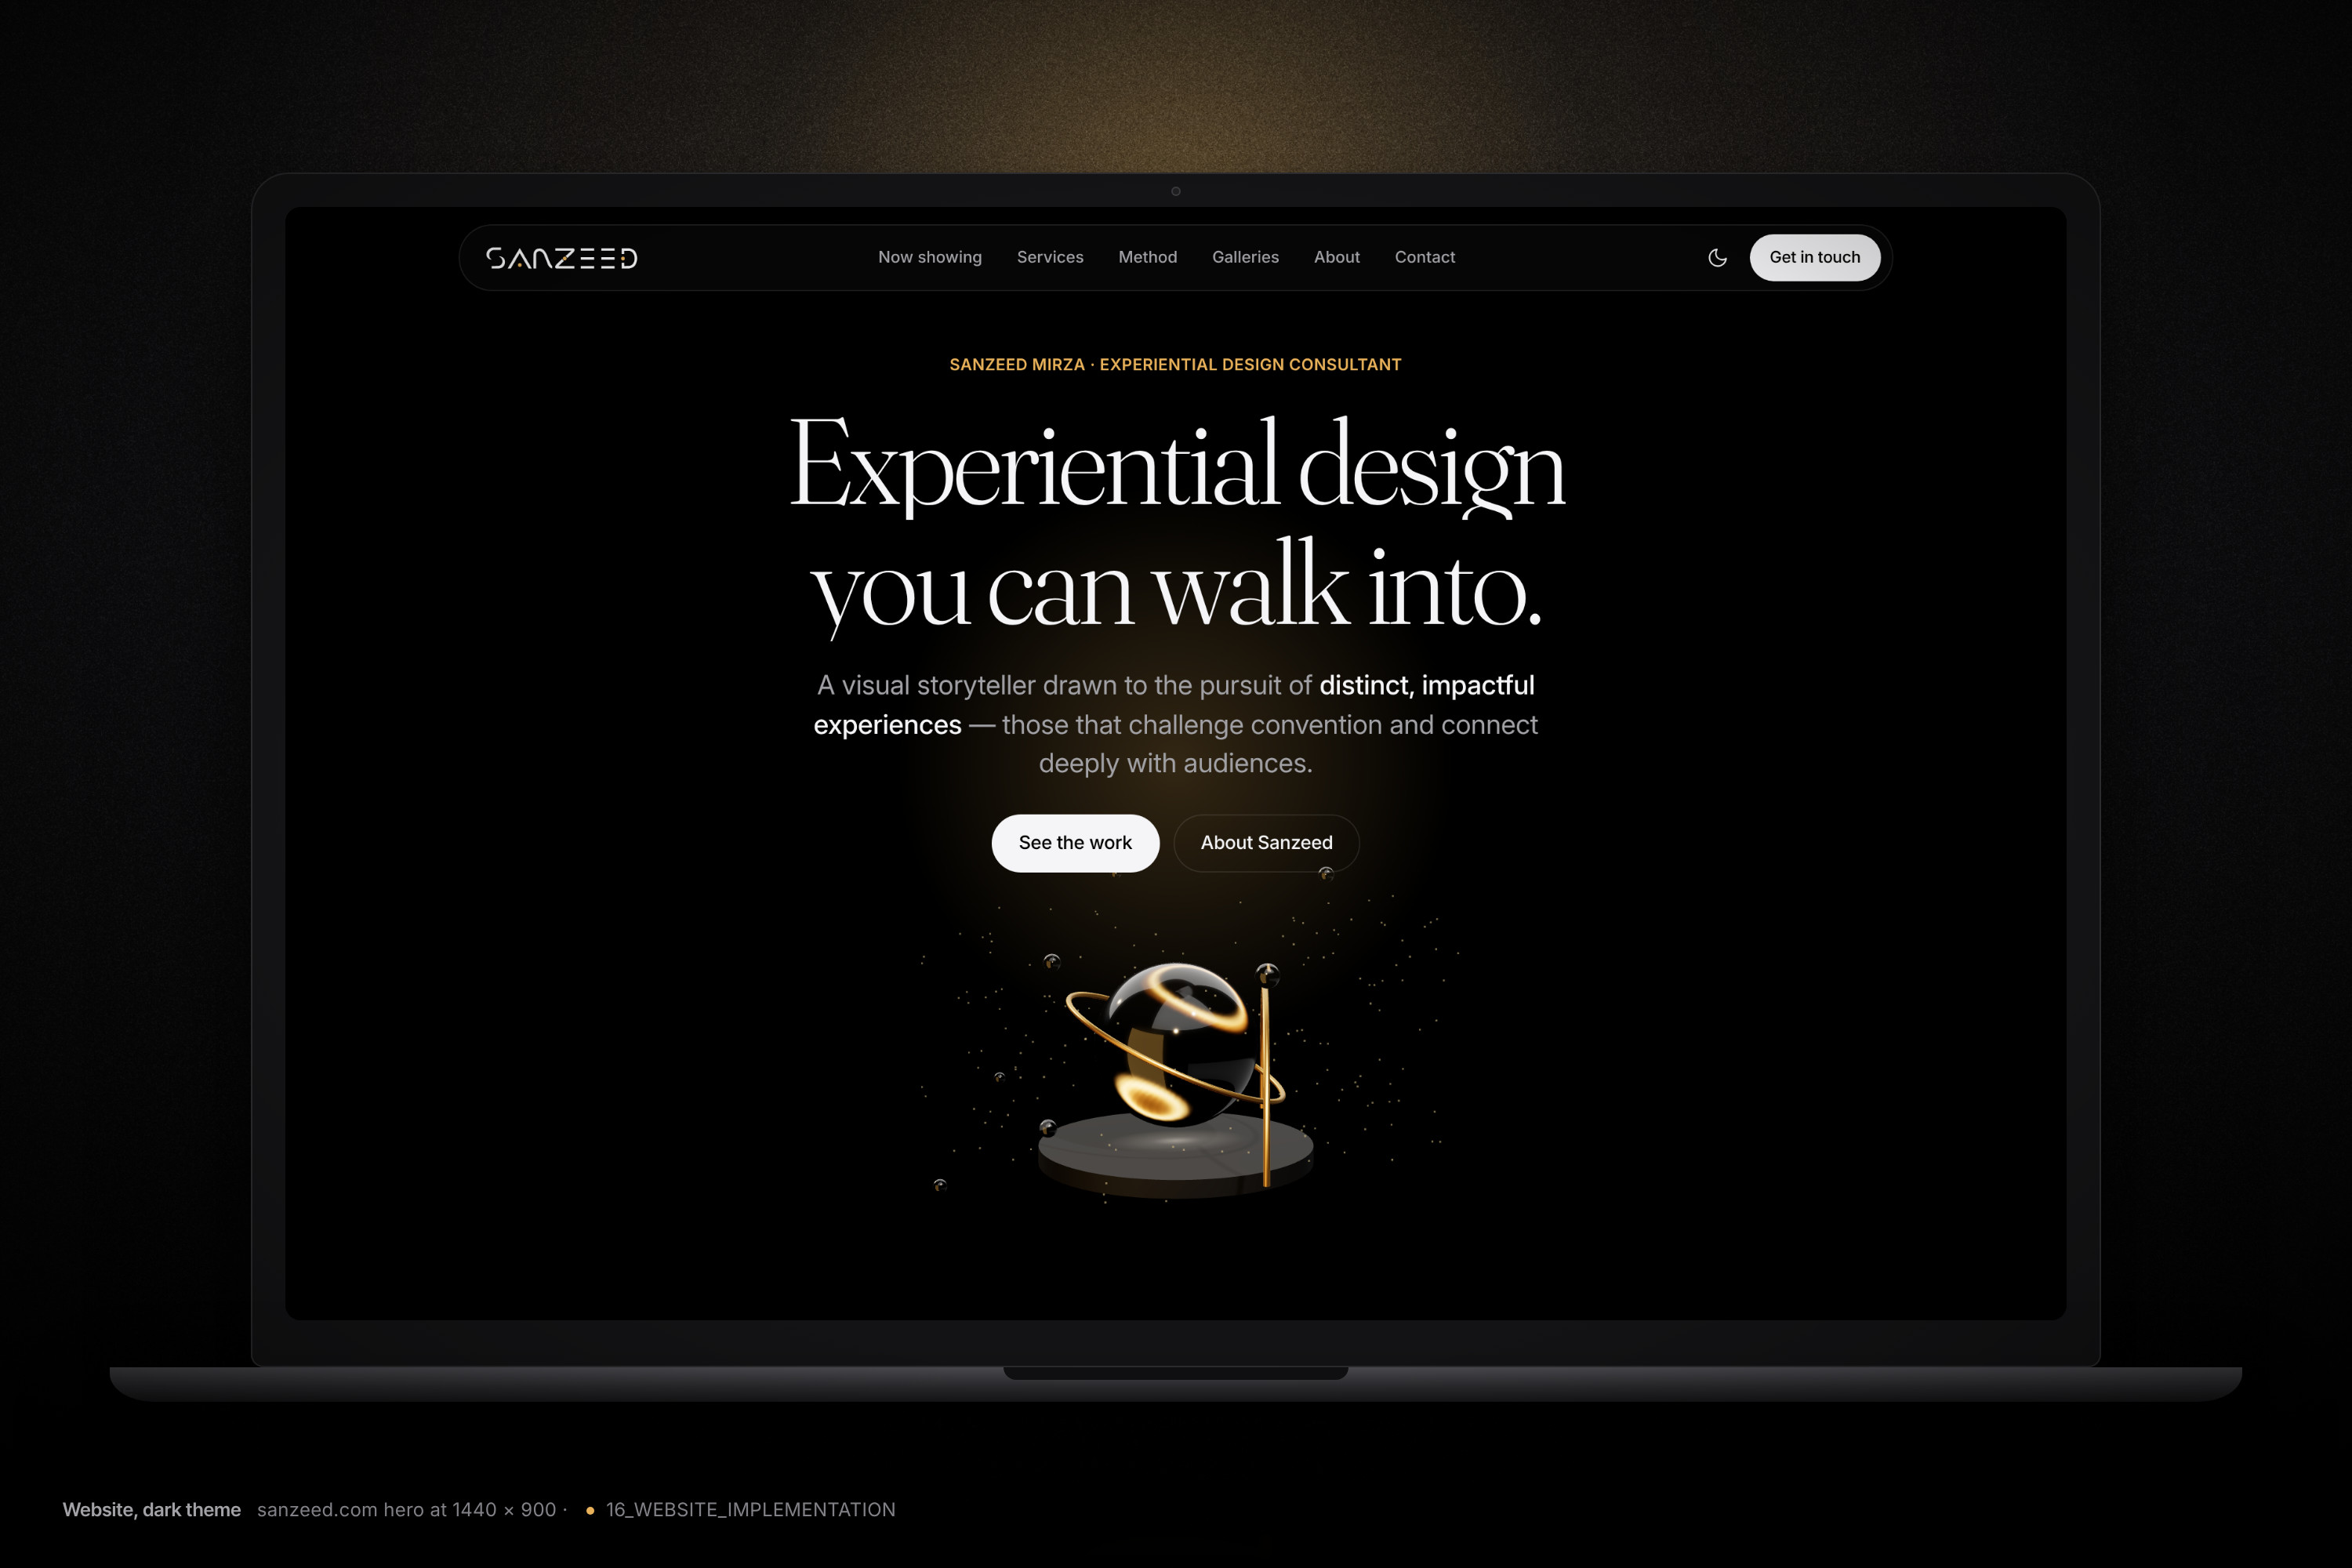 SANZEED
Now showing
Services
Method
Galleries
About
Contact
Get in touch
SANZEED MIRZA · EXPERIENTIAL DESIGN CONSULTANT
Experiential design
you can walk into.
A visual storyteller drawn to the pursuit of distinct, impactful
experiences — those that challenge convention and connect
deeply with audiences.
See the work
About Sanzeed
Website, dark theme sanzeed.com hero at 1440 × 900 · • 16_WEBSITE_IMPLEMENTATION